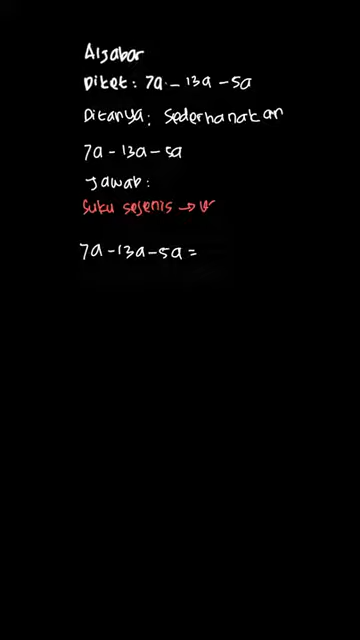 Aljabar
Diket: 7a - 13a - 5a
Ditanya: Sederhanakan
7a - 13a - 5a
Jawab:
Suku sejenis →
7a - 13a - 5a =